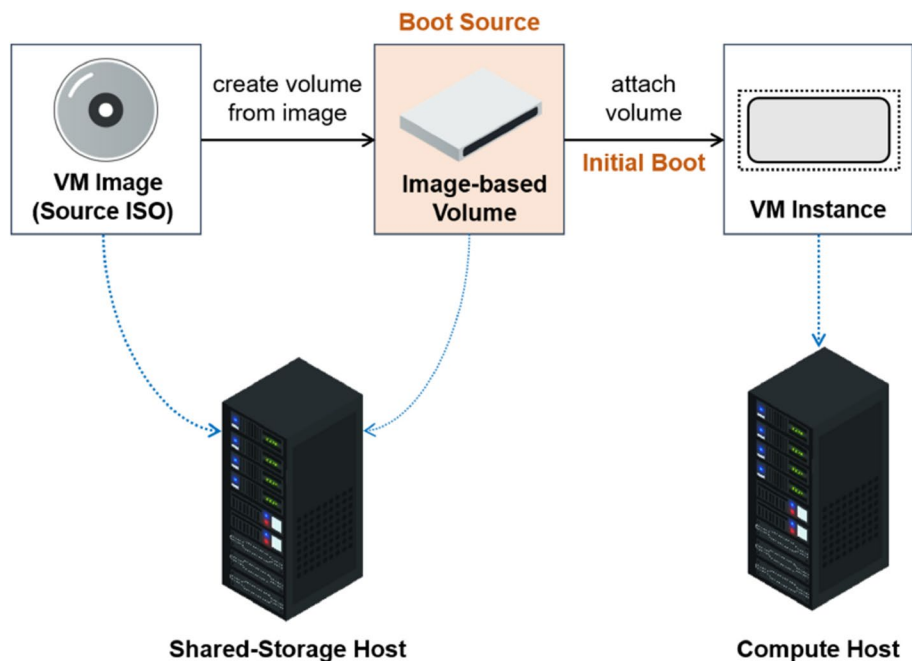 Boot Source
create volume
from image
attach
volume
Initial Boot
VM Image
(Source ISO)
Image-based
Volume
VM Instance
Shared-Storage Host
Compute Host